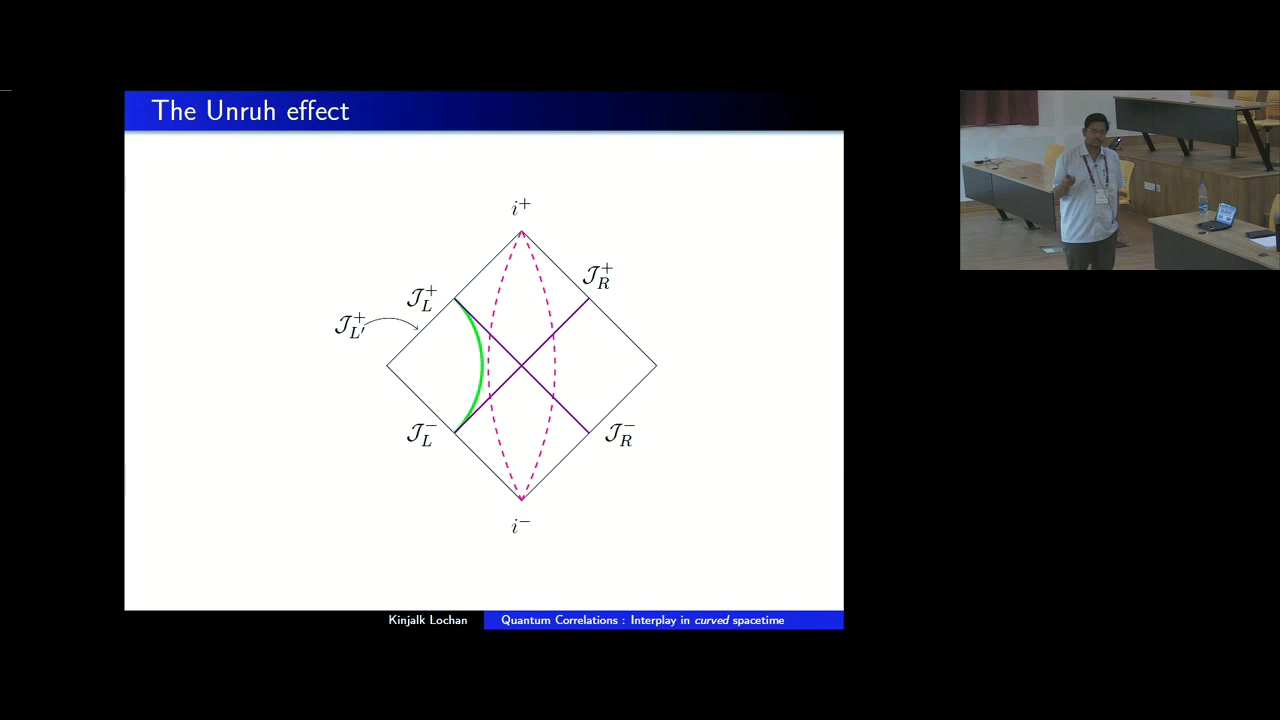 The Unruh effect
i⁺
𝒥_R⁺
𝒥_L⁺
𝒥_L′⁺
𝒥_L⁻
𝒥_R⁻
i⁻
Kinjalk Lochan
Quantum Correlations : Interplay in curved spacetime